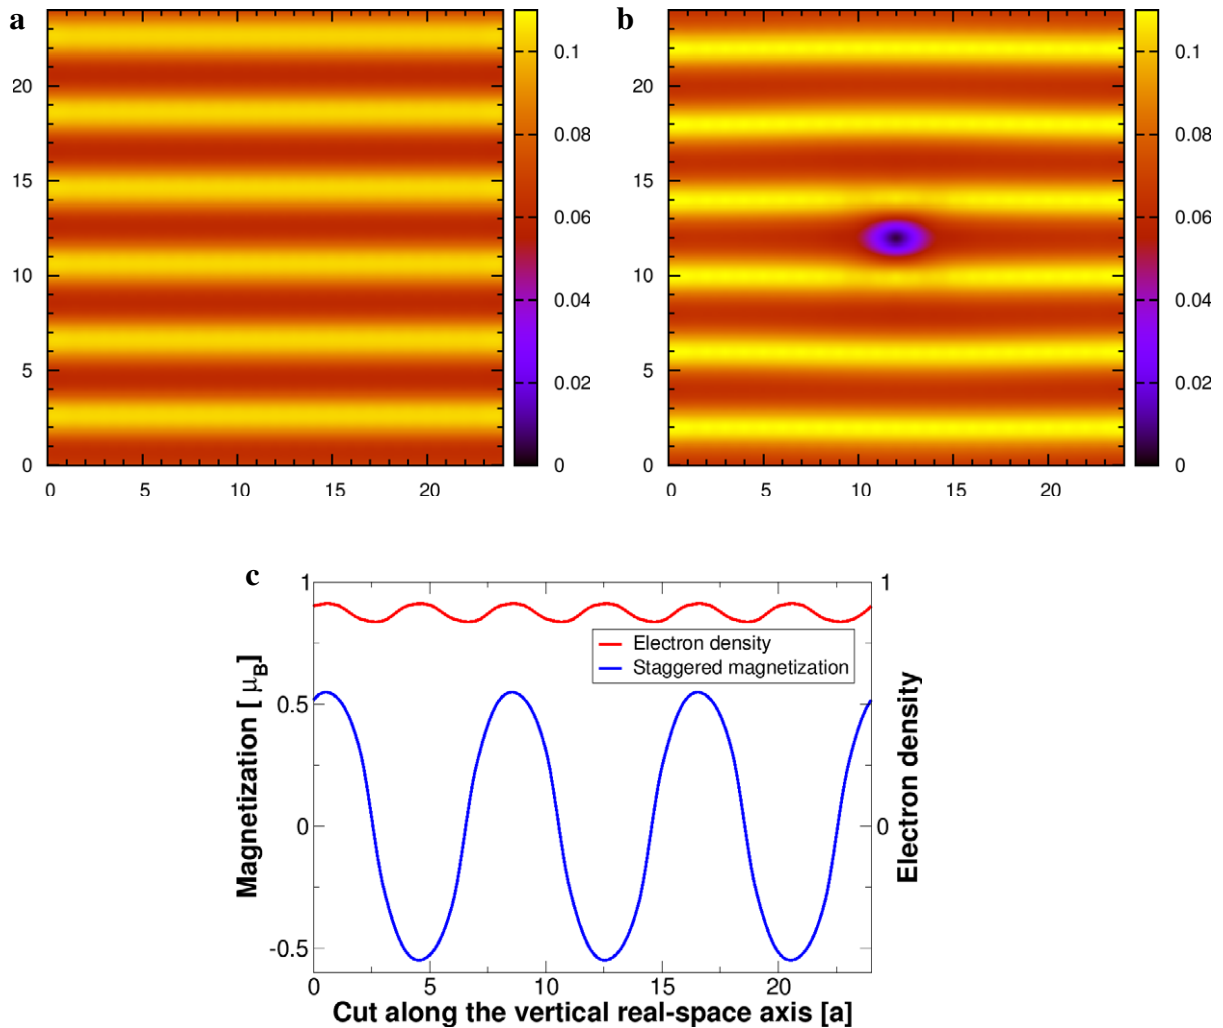 a
b
20
15
10
5
0
0 5 10 15 20
0.1
0.08
0.06
0.04
0.02
0
20
15
10
5
0
0 5 10 15 20
0.1
0.08
0.06
0.04
0.02
0
c
1
0.5
0
-0.5
Magnetization [ μB]
Electron density
Staggered magnetization
1
0
Electron density
0 5 10 15 20
Cut along the vertical real-space axis [a]